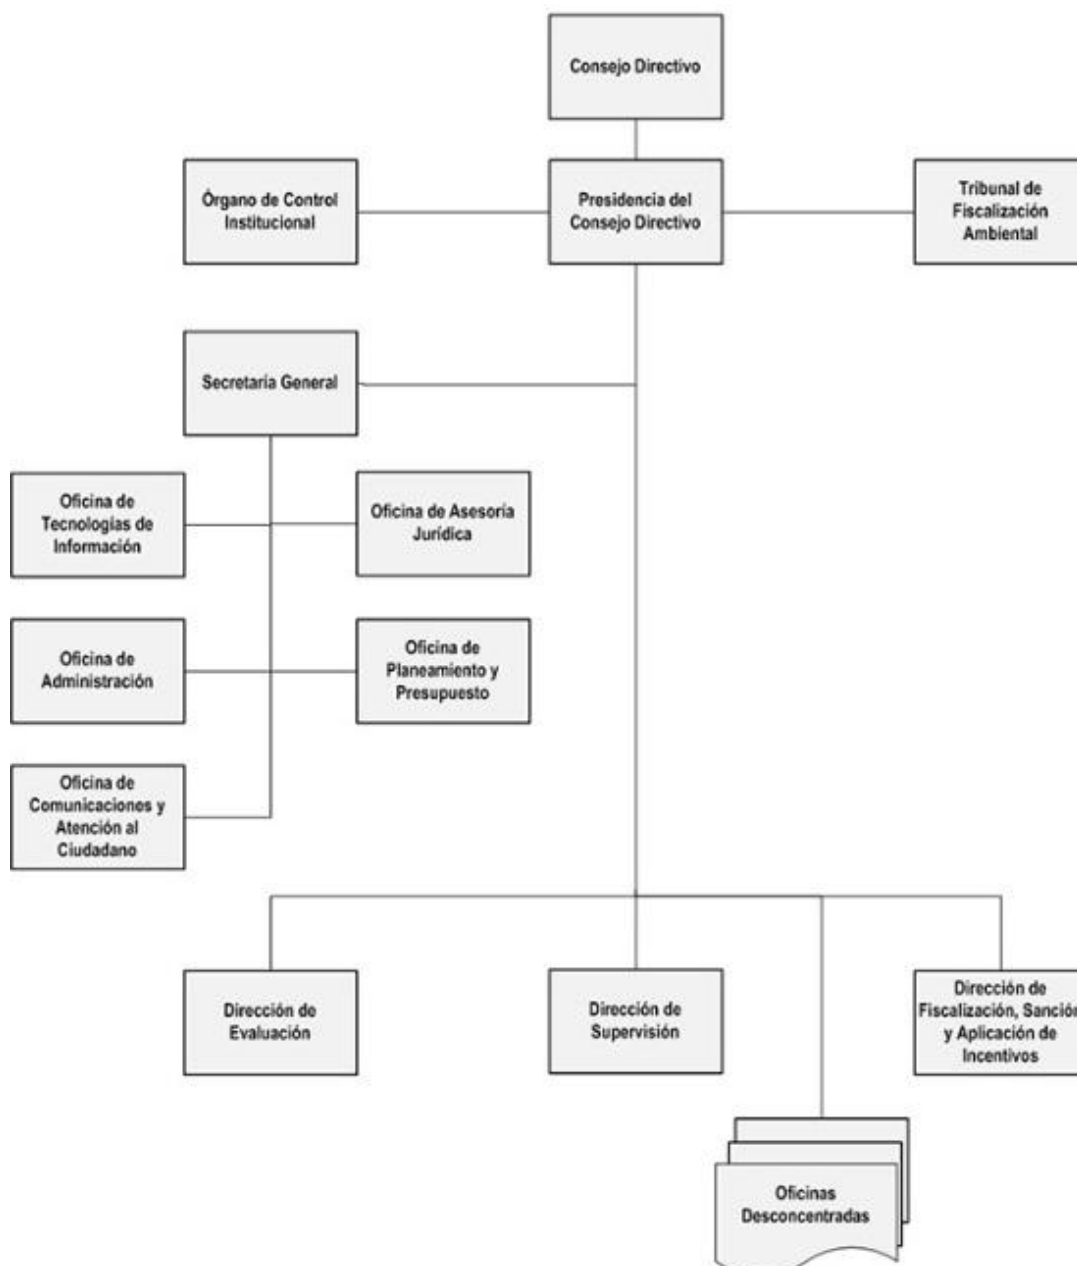 Consejo Directivo
Órgano de Control
Institucional
Presidencia del
Consejo Directivo
Tribunal de
Fiscalización
Ambiental
Secretaría General
Oficina de
Tecnologías de
Información
Oficina de Asesoría
Jurídica
Oficina de
Administración
Oficina de
Planeamiento y
Presupuesto
Oficina de
Comunicaciones y
Atención al
Ciudadano
Dirección de
Evaluación
Dirección de
Supervisión
Dirección de
Fiscalización, Sanción
y Aplicación de
Incentivos
Oficinas
Desconcentradas